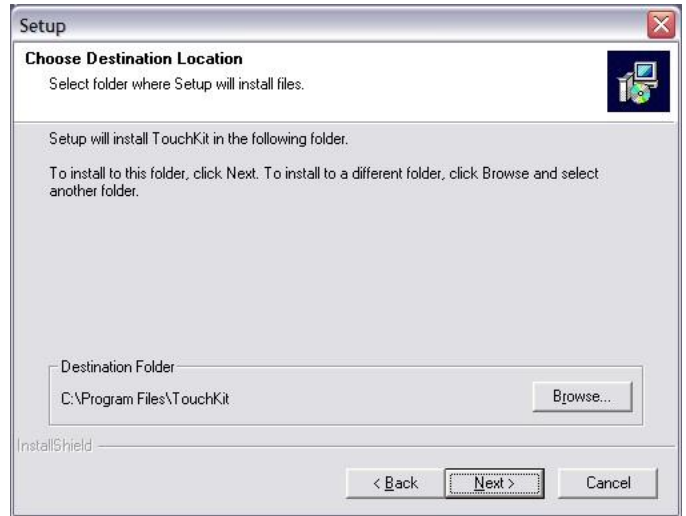 Setup
Choose Destination Location
Select folder where Setup will install files.
Setup will install TouchKit in the following folder.
To install to this folder, click Next. To install to a different folder, click Browse and select
another folder.
Destination Folder
C:\Program Files\TouchKit
Browse...
InstallShield
< Back
Next >
Cancel